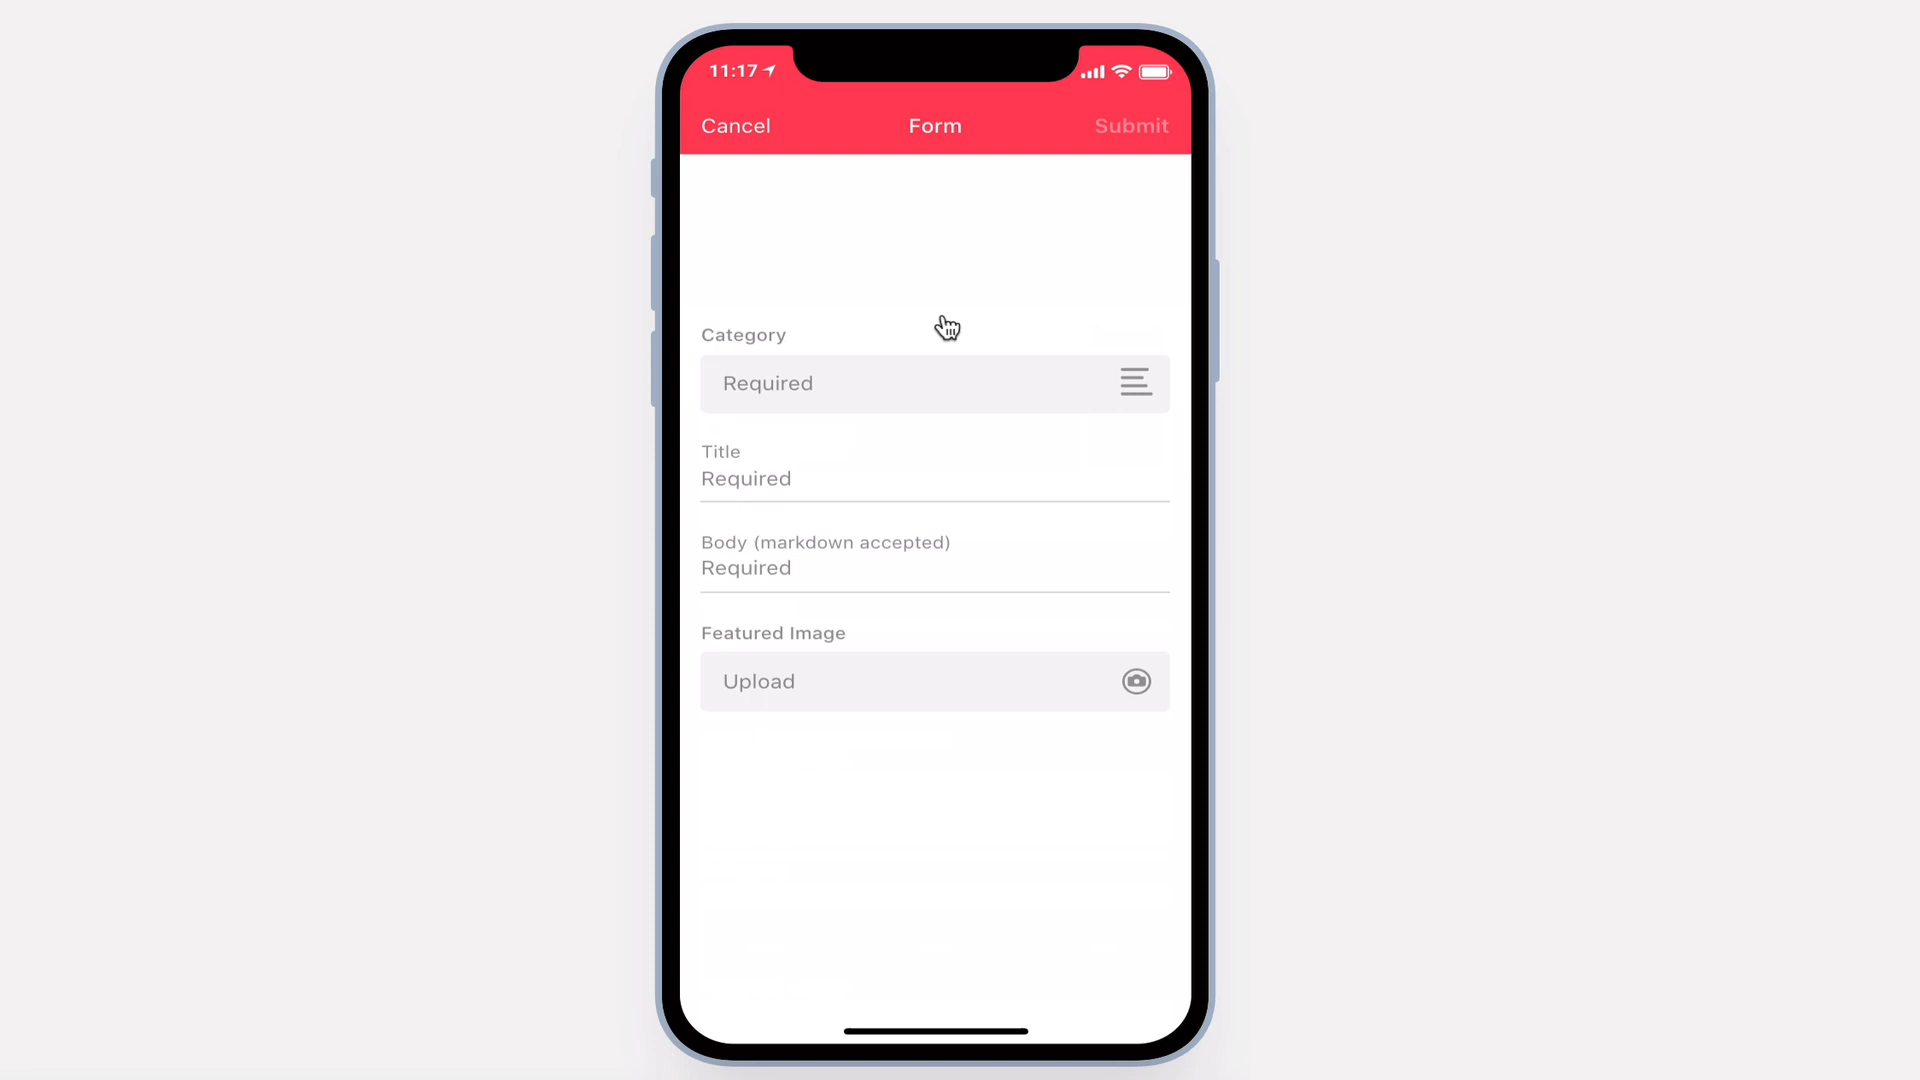 11:17
Cancel Form Submit
Category
Required
Title
Required
Body (markdown accepted)
Required
Featured Image
Upload